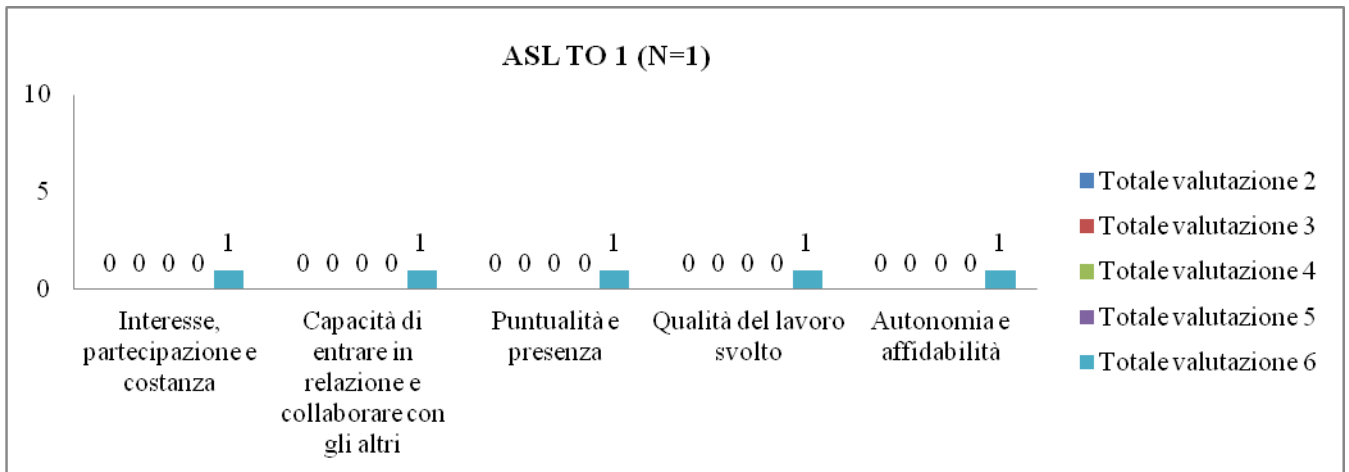 ASL TO 1 (N=1)
10
5
0
0 0 0 0 1
0 0 0 0 1
0 0 0 0 1
0 0 0 0 1
0 0 0 0 1
Interesse,
partecipazione e
costanza
Capacità di
entrare in
relazione e
collaborare con
gli altri
Puntualità e
presenza
Qualità del lavoro
svolto
Autonomia e
affidabilità
Totale valutazione 2
Totale valutazione 3
Totale valutazione 4
Totale valutazione 5
Totale valutazione 6